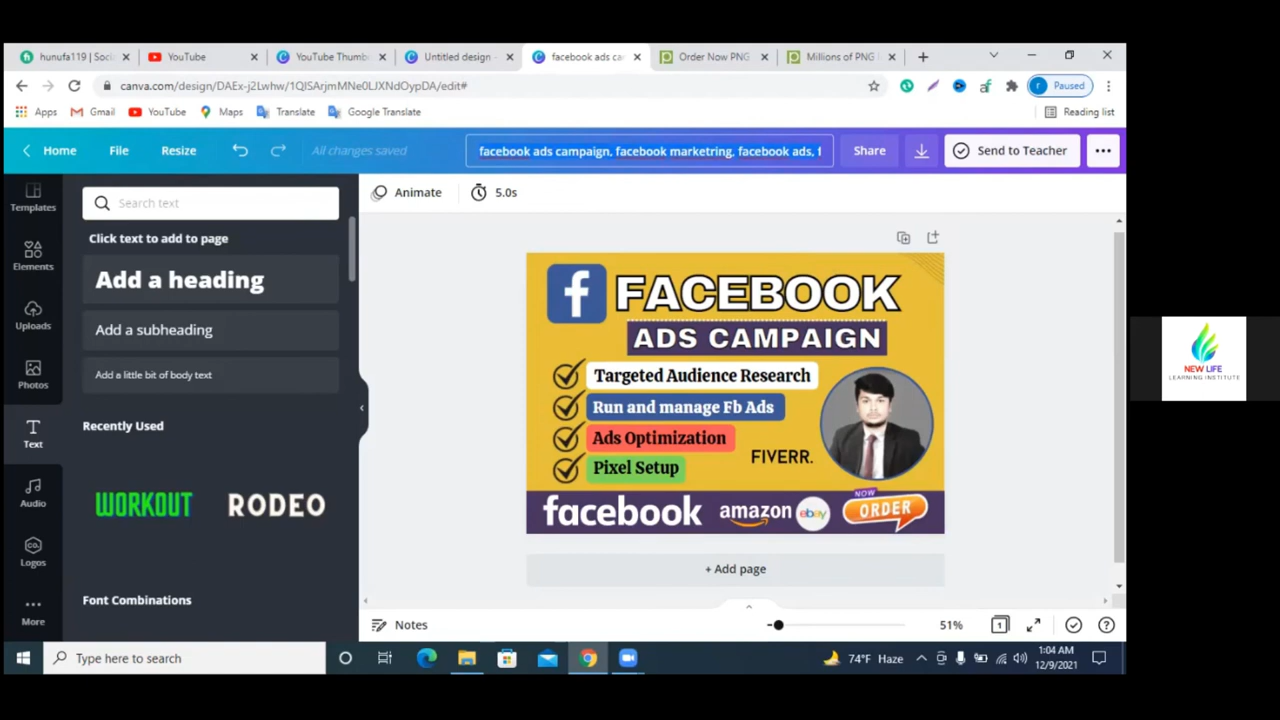 hunufa119 | Soci
YouTube
YouTube Thumb
Untitled design -
facebook ads ca
Order Now PNG
Millions of PNG
canva.com/design/DAEx-j2Lwhw/1QISArjmMNe0LJXNdOypDA/edit#
Paused
Apps
Gmail
YouTube
Maps
Translate
Google Translate
Reading list
Home
File
Resize
All changes saved
facebook ads campaign, facebook marketring, facebook ads, f
Share
Send to Teacher
Templates
Elements
Uploads
Photos
Text
Audio
Logos
More
Search text
Click text to add to page
Add a heading
Add a subheading
Add a little bit of body text
Recently Used
WORKOUT
RODEO
Font Combinations
Animate
5.0s
FACEBOOK
ADS CAMPAIGN
Targeted Audience Research
Run and manage Fb Ads
Ads Optimization
Pixel Setup
FIVERR.
facebook
amazon
ebay
NOW
ORDER
+ Add page
Notes
51%
1
Type here to search
74°F Haze
1:04 AM
12/9/2021
NEW LIFE
LEARNING INSTITUTE